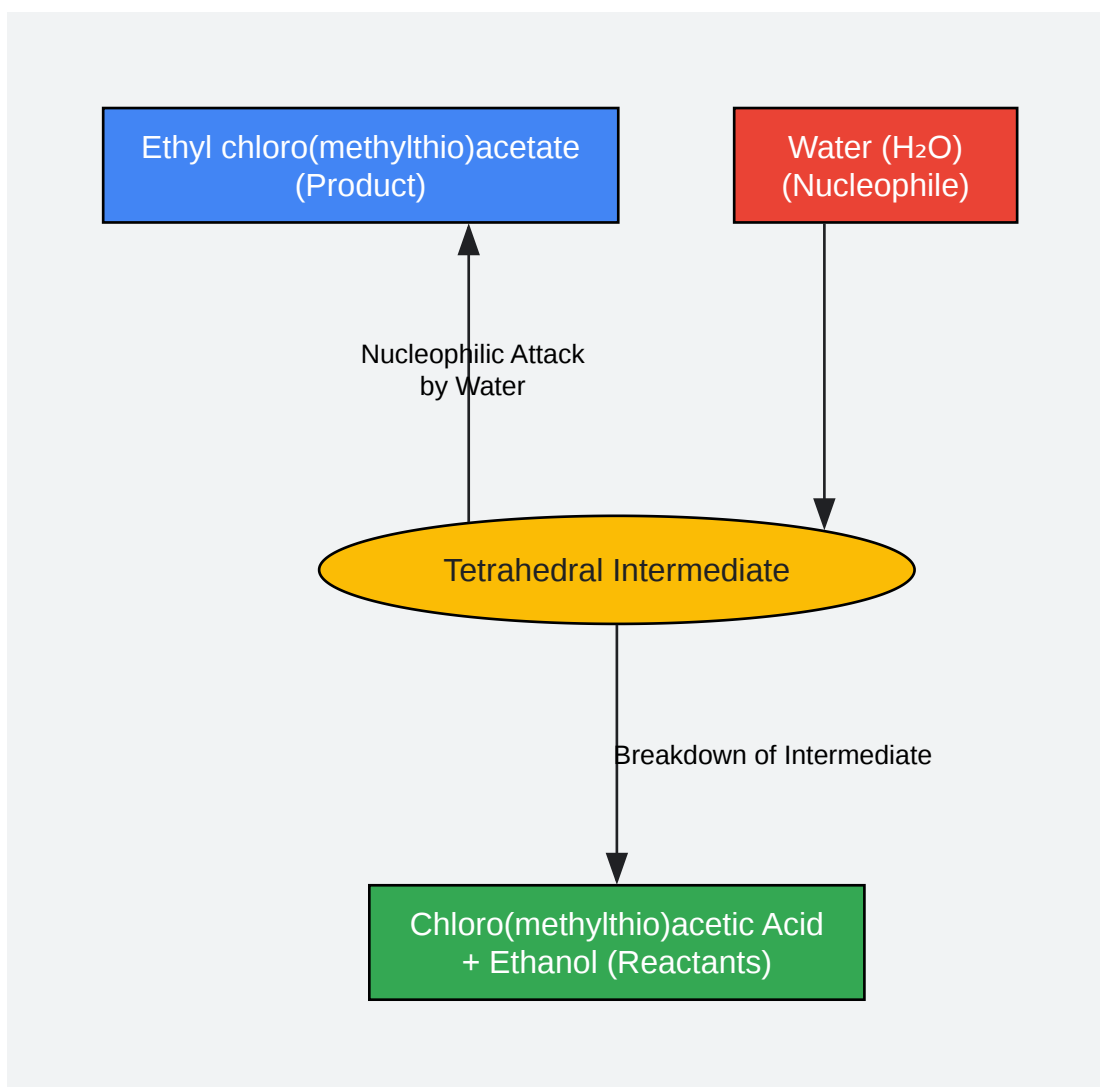 Ethyl chloro(methylthio)acetate
(Product)
Water (H₂O)
(Nucleophile)
Nucleophilic Attack
by Water
Tetrahedral Intermediate
Breakdown of Intermediate
Chloro(methylthio)acetic Acid
+ Ethanol (Reactants)